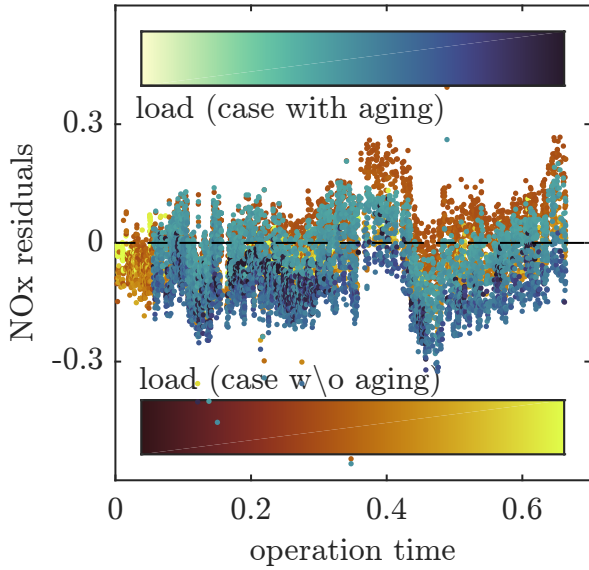 load (case with aging)
NOx residuals
0.3
0
-0.3
load (case w\o aging)
0
0.2
0.4
0.6
operation time